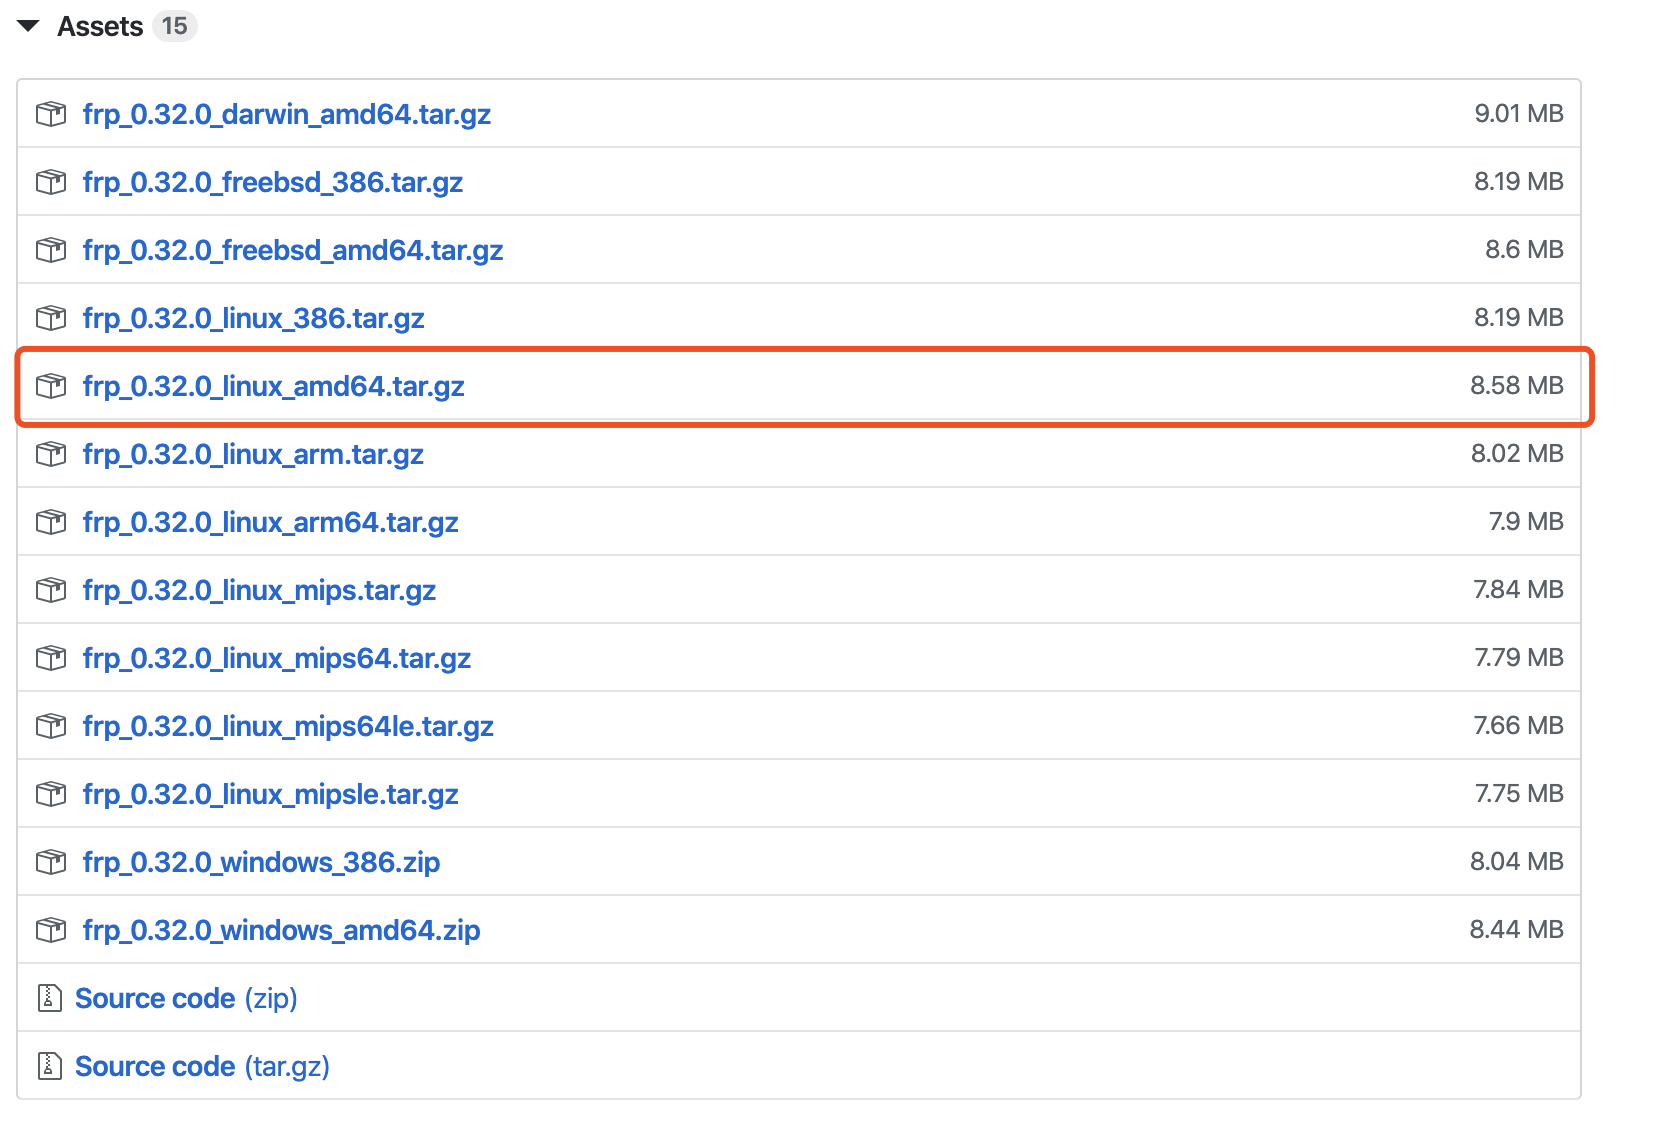 Assets 15
frp_0.32.0_darwin_amd64.tar.gz 9.01 MB
frp_0.32.0_freebsd_386.tar.gz 8.19 MB
frp_0.32.0_freebsd_amd64.tar.gz 8.6 MB
frp_0.32.0_linux_386.tar.gz 8.19 MB
frp_0.32.0_linux_amd64.tar.gz 8.58 MB
frp_0.32.0_linux_arm.tar.gz 8.02 MB
frp_0.32.0_linux_arm64.tar.gz 7.9 MB
frp_0.32.0_linux_mips.tar.gz 7.84 MB
frp_0.32.0_linux_mips64.tar.gz 7.79 MB
frp_0.32.0_linux_mips64le.tar.gz 7.66 MB
frp_0.32.0_linux_mipsle.tar.gz 7.75 MB
frp_0.32.0_windows_386.zip 8.04 MB
frp_0.32.0_windows_amd64.zip 8.44 MB
Source code (zip)
Source code (tar.gz)